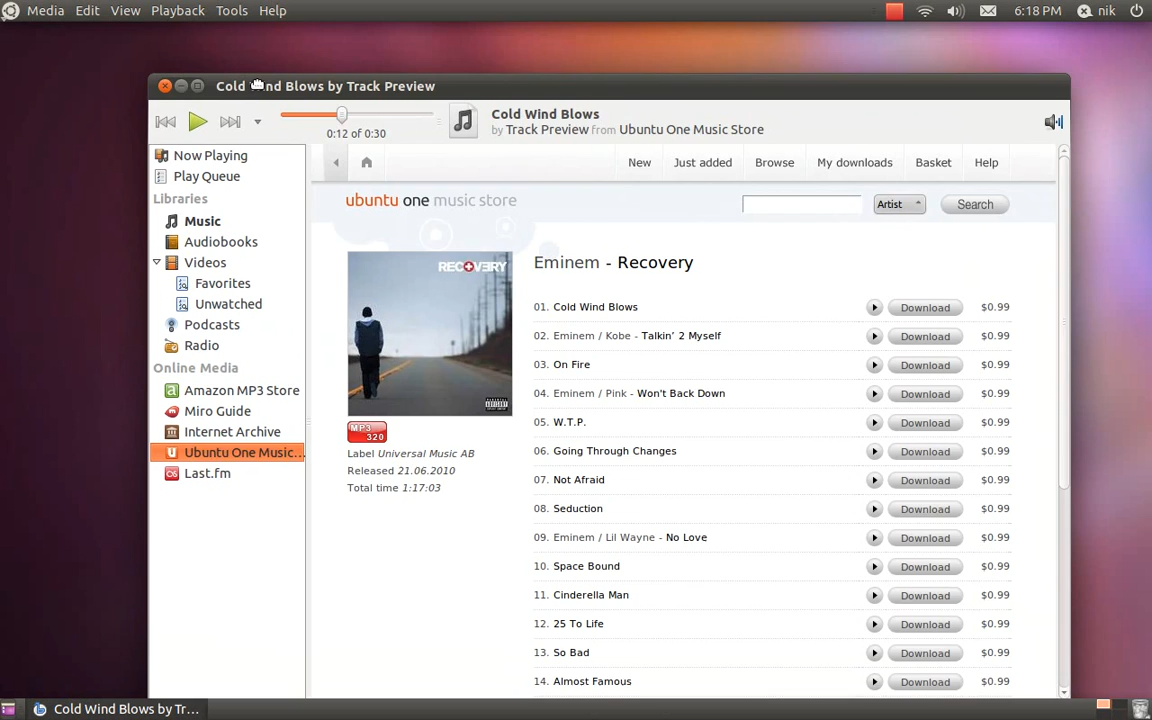 Media Edit View Playback Tools Help 6:18 PM nik
Cold Wind Blows by Track Preview
0:12 of 0:30
Cold Wind Blows
by Track Preview from Ubuntu One Music Store
Now Playing
Play Queue
Libraries
Music
Audiobooks
Videos
Favorites
Unwatched
Podcasts
Radio
Online Media
Amazon MP3 Store
Miro Guide
Internet Archive
Ubuntu One Music...
Last.fm
New Just added Browse My downloads Basket Help
ubuntu one music store Artist Search
RECOVERY
MP3
320
Label Universal Music AB
Released 21.06.2010
Total time 1:17:03
Eminem - Recovery
01. Cold Wind Blows Download $0.99
02. Eminem / Kobe - Talkin' 2 Myself Download $0.99
03. On Fire Download $0.99
04. Eminem / Pink - Won't Back Down Download $0.99
05. W.T.P. Download $0.99
06. Going Through Changes Download $0.99
07. Not Afraid Download $0.99
08. Seduction Download $0.99
09. Eminem / Lil Wayne - No Love Download $0.99
10. Space Bound Download $0.99
11. Cinderella Man Download $0.99
12. 25 To Life Download $0.99
13. So Bad Download $0.99
14. Almost Famous Download $0.99
Cold Wind Blows by Tr...